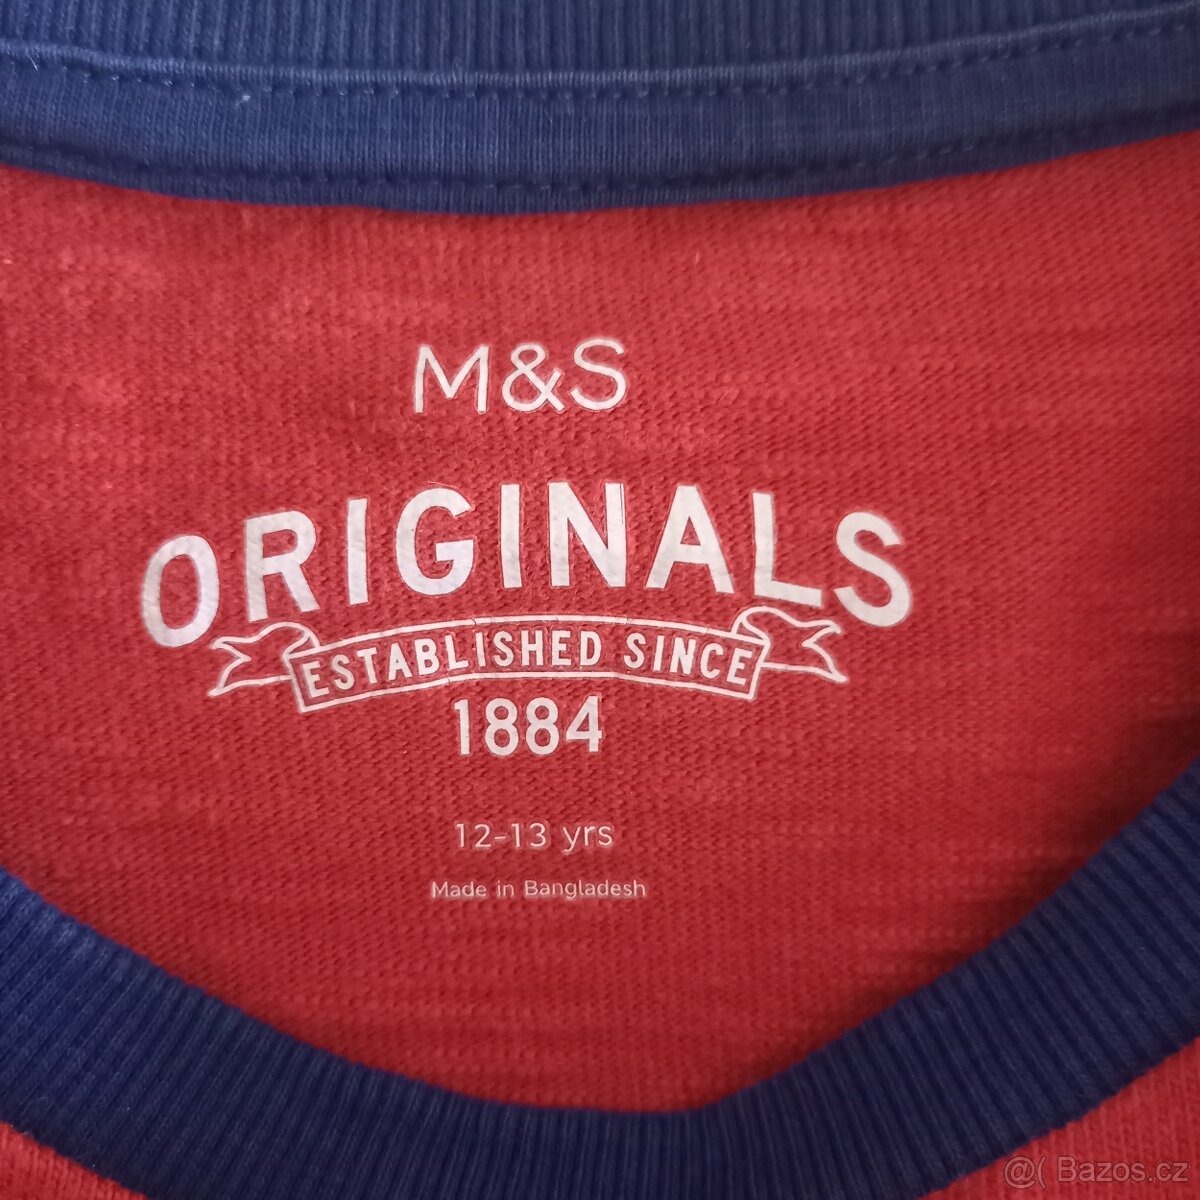 M&S
ORIGINALS
ESTABLISHED SINCE
1884
12-13 yrs
Made in Bangladesh
@( Bazos.cz